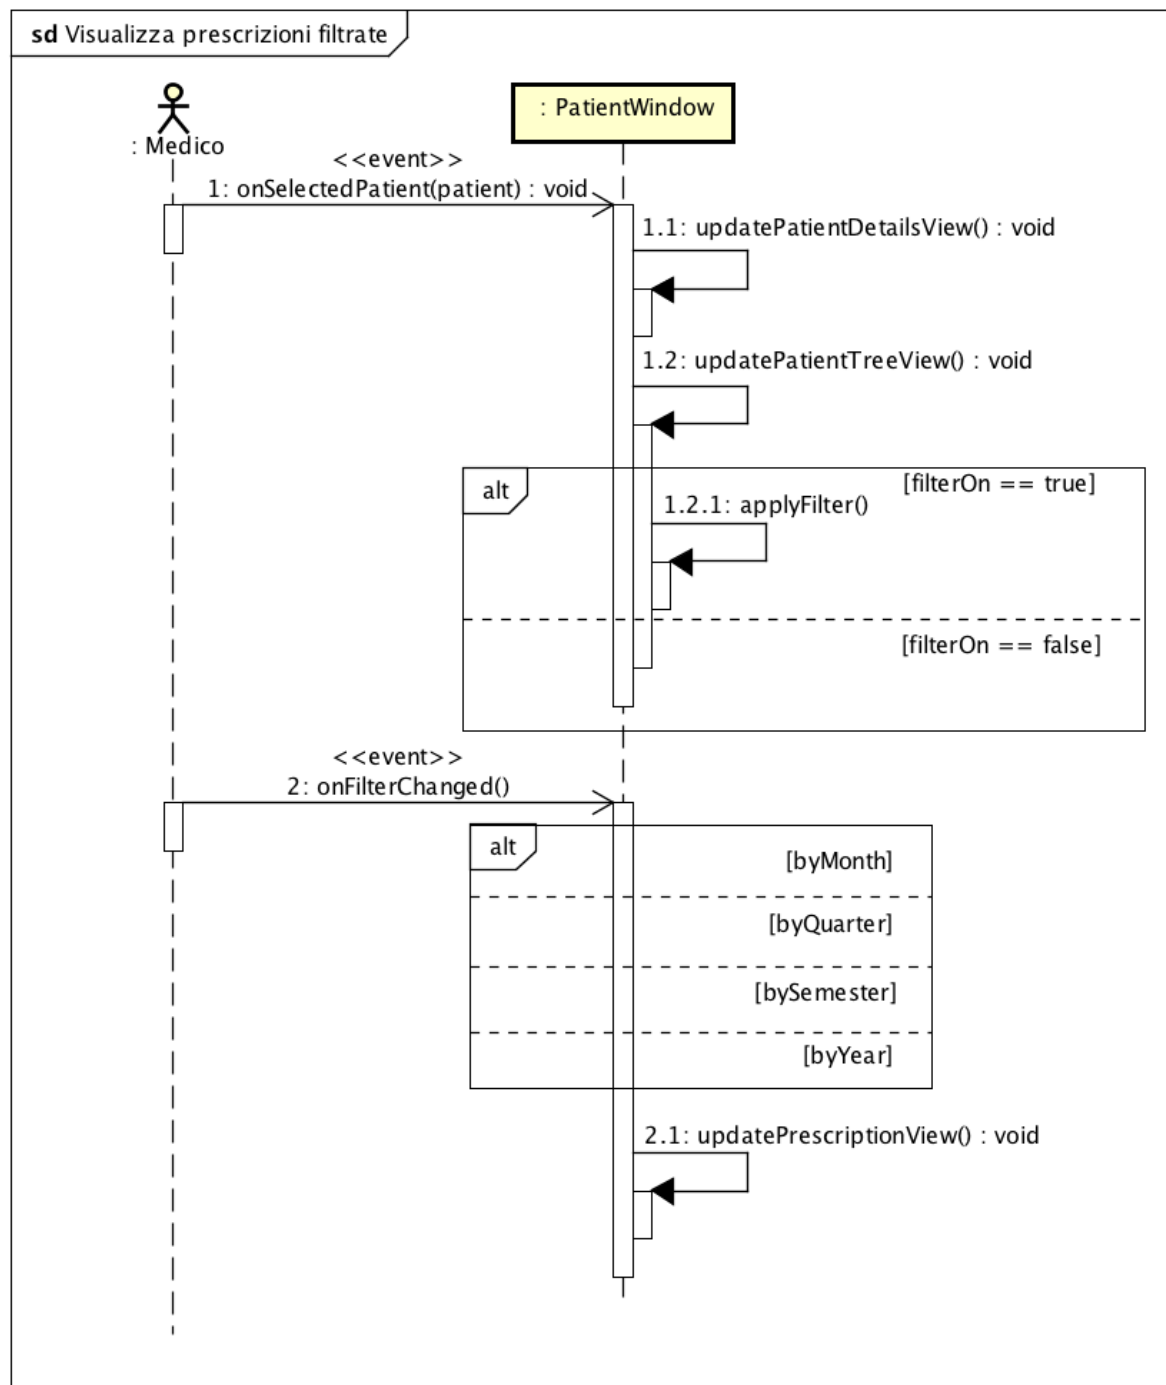 sd Visualizza prescrizioni filtrate
: Medico
: PatientWindow
<<event>>
1: onSelectedPatient(patient) : void
1.1: updatePatientDetailsView() : void
1.2: updatePatientTreeView() : void
alt
[filterOn == true]
1.2.1: applyFilter()
[filterOn == false]
<<event>>
2: onFilterChanged()
alt
[byMonth]
[byQuarter]
[bySemester]
[byYear]
2.1: updatePrescriptionView() : void